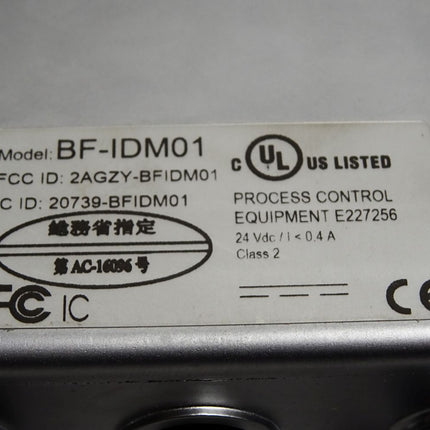 Model: BF-IDM01
FCC ID: 2AGZY-BFIDM01
C ID: 20739-BFIDM01
總務省指定
第 AC-16096 号
FC IC
C UL US LISTED
PROCESS CONTROL
EQUIPMENT E227256
24 Vdc / I < 0.4 A
Class 2
CE